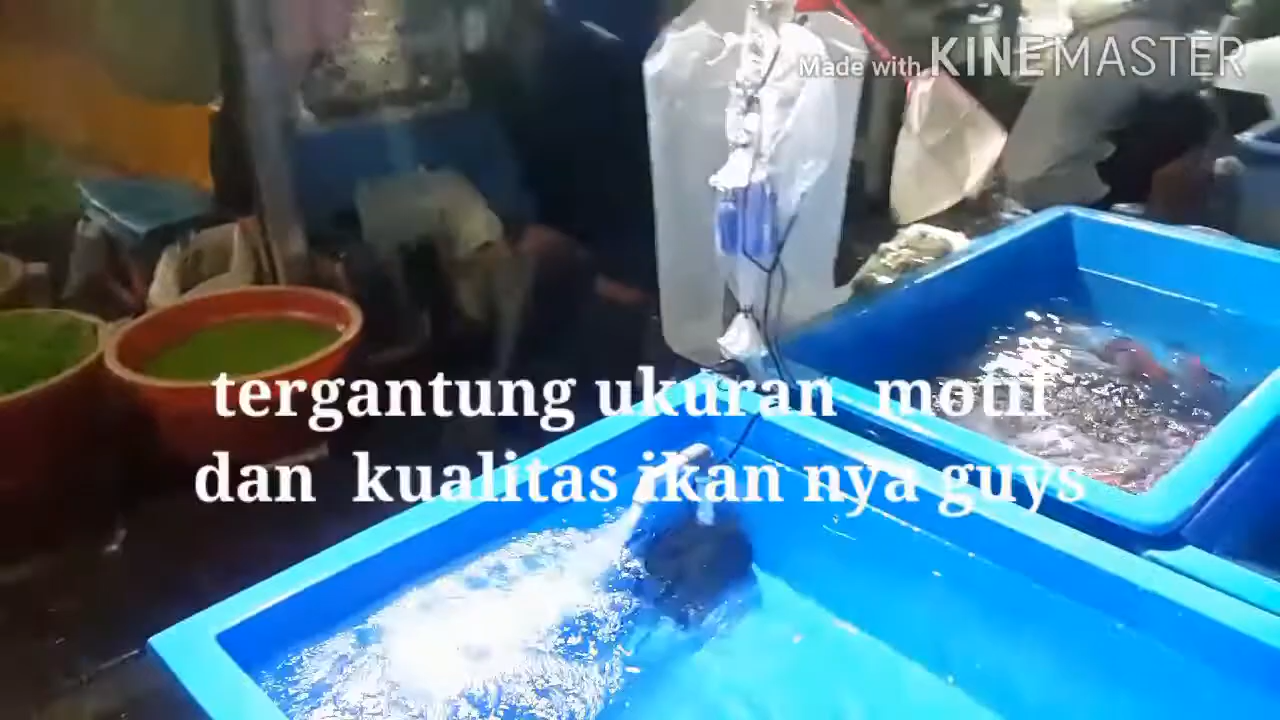 Made with KINEMASTER
tergantung ukuran motif
dan kualitas ikan nya guys